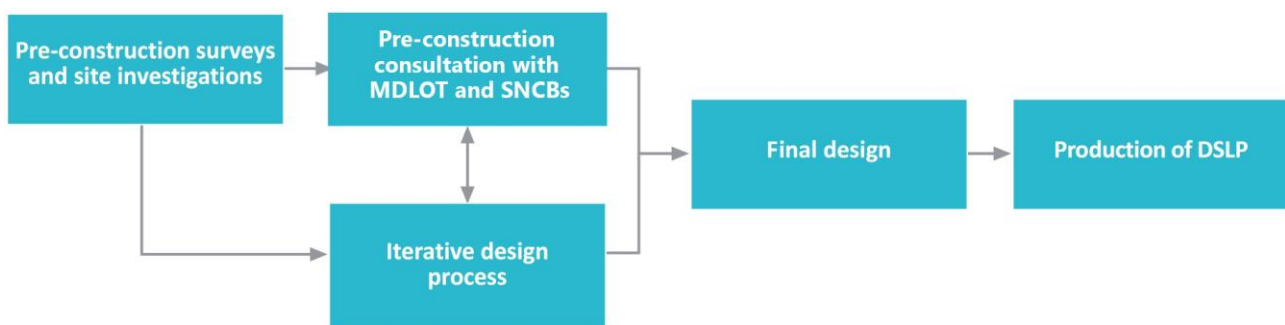 Pre-construction surveys
and site investigations
Pre-construction
consultation with
MDLOT and SNCBs
Iterative design
process
Final design
Production of DSLP